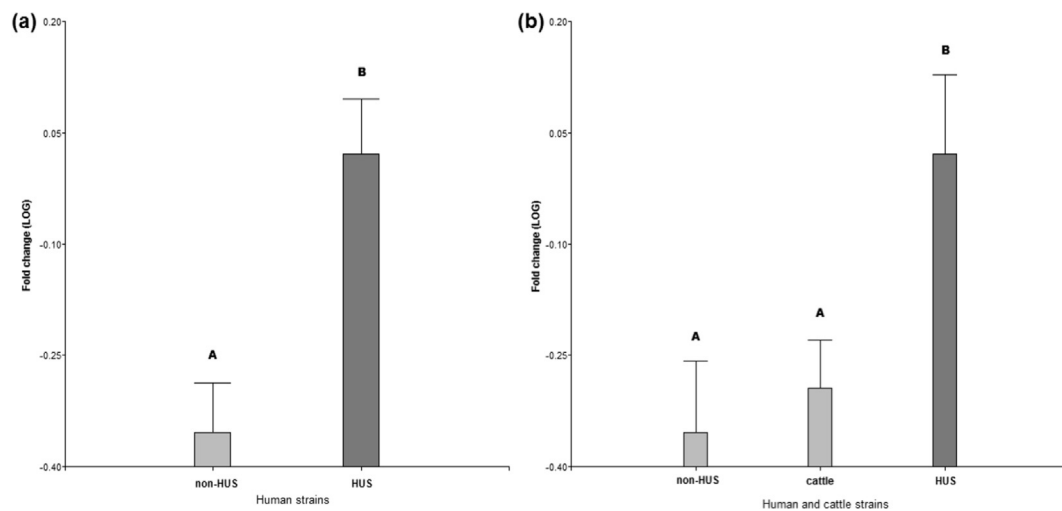 (a)
0.20
0.05
-0.10
-0.25
-0.40
Fold change (LOG)
A
B
non-HUS
HUS
Human strains
(b)
0.20
0.05
-0.10
-0.25
-0.40
Fold change (LOG)
A
A
B
non-HUS
cattle
HUS
Human and cattle strains